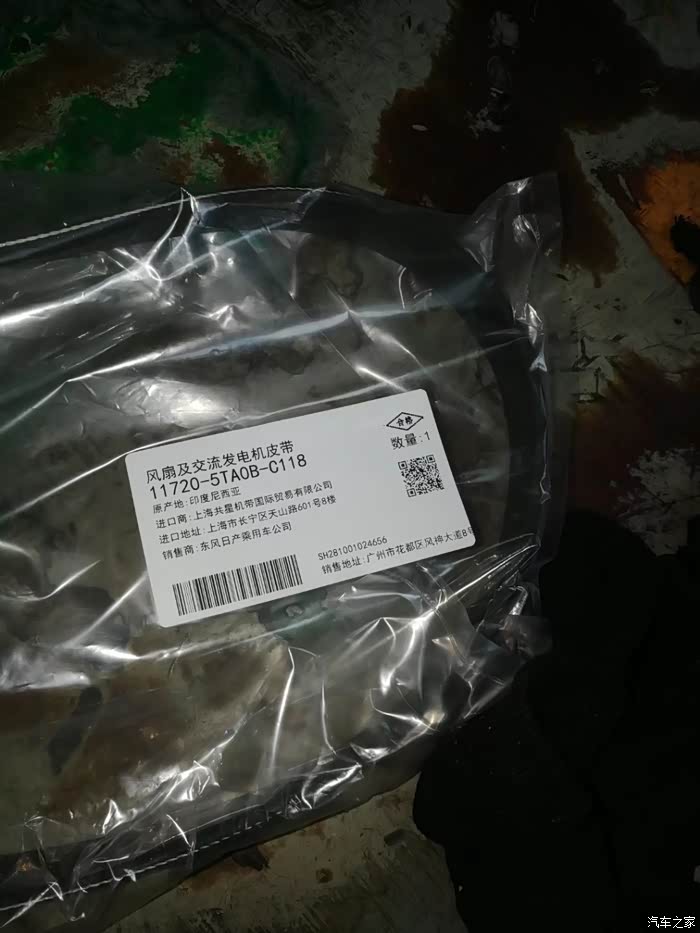 合格
风扇及交流发电机皮带
数量:1
11720-5TA0B-C118
原产地:印度尼西亚
进口商:上海共星机带国际贸易有限公司
进口地址:上海市长宁区天山路601号8楼
销售商:东风日产乘用车公司
SH281001024656
销售地址:广州市花都区风神大道8号
汽车之家